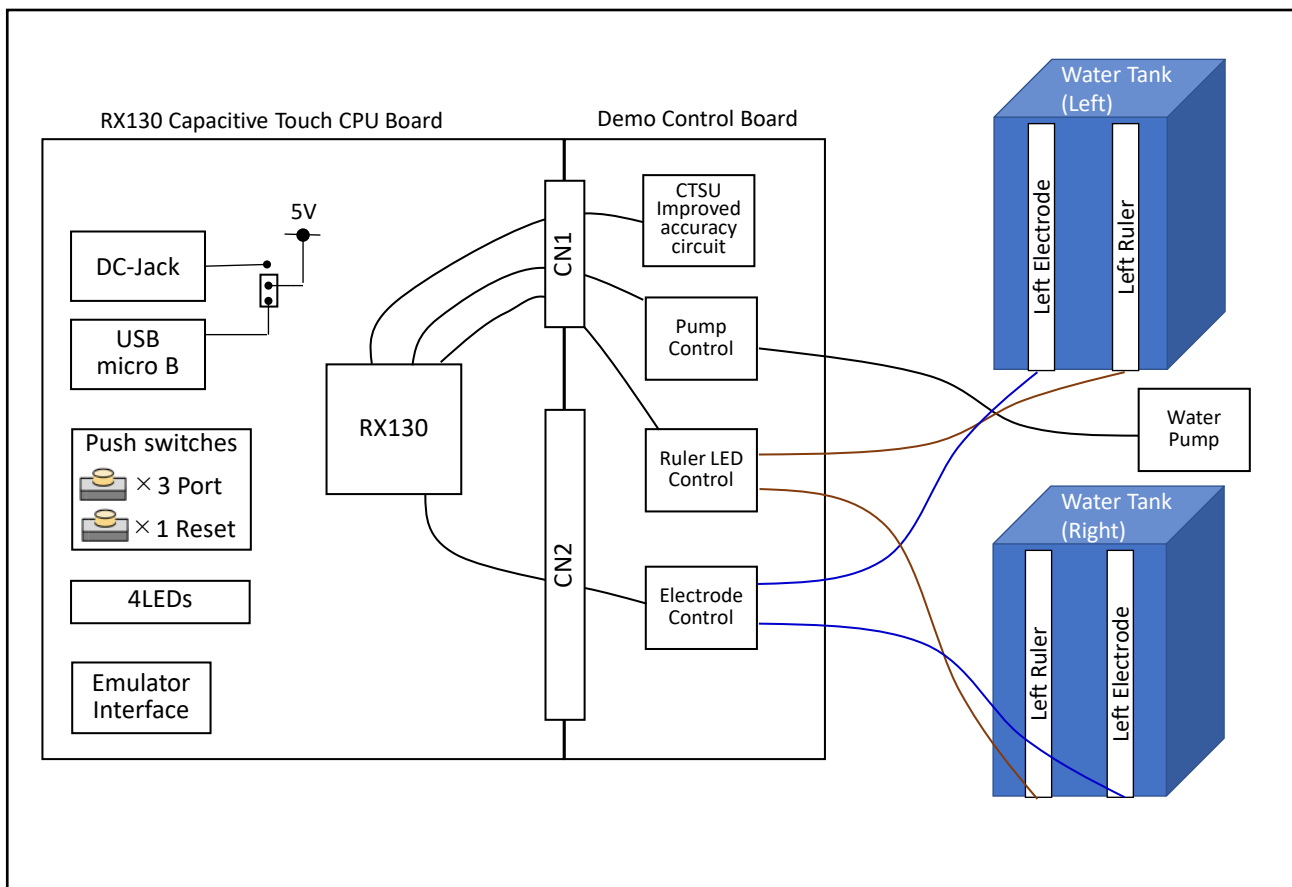 RX130 Capacitive Touch CPU Board
DC-Jack
5V
USB
micro B
Push switches
× 3 Port
× 1 Reset
4LEDs
Emulator
Interface
RX130
CN1
CN2
Demo Control Board
CTSU
Improved
accuracy
circuit
Pump
Control
Ruler LED
Control
Electrode
Control
Water Tank
(Left)
Left Electrode
Left Ruler
Water
Pump
Water Tank
(Right)
Left Ruler
Left Electrode